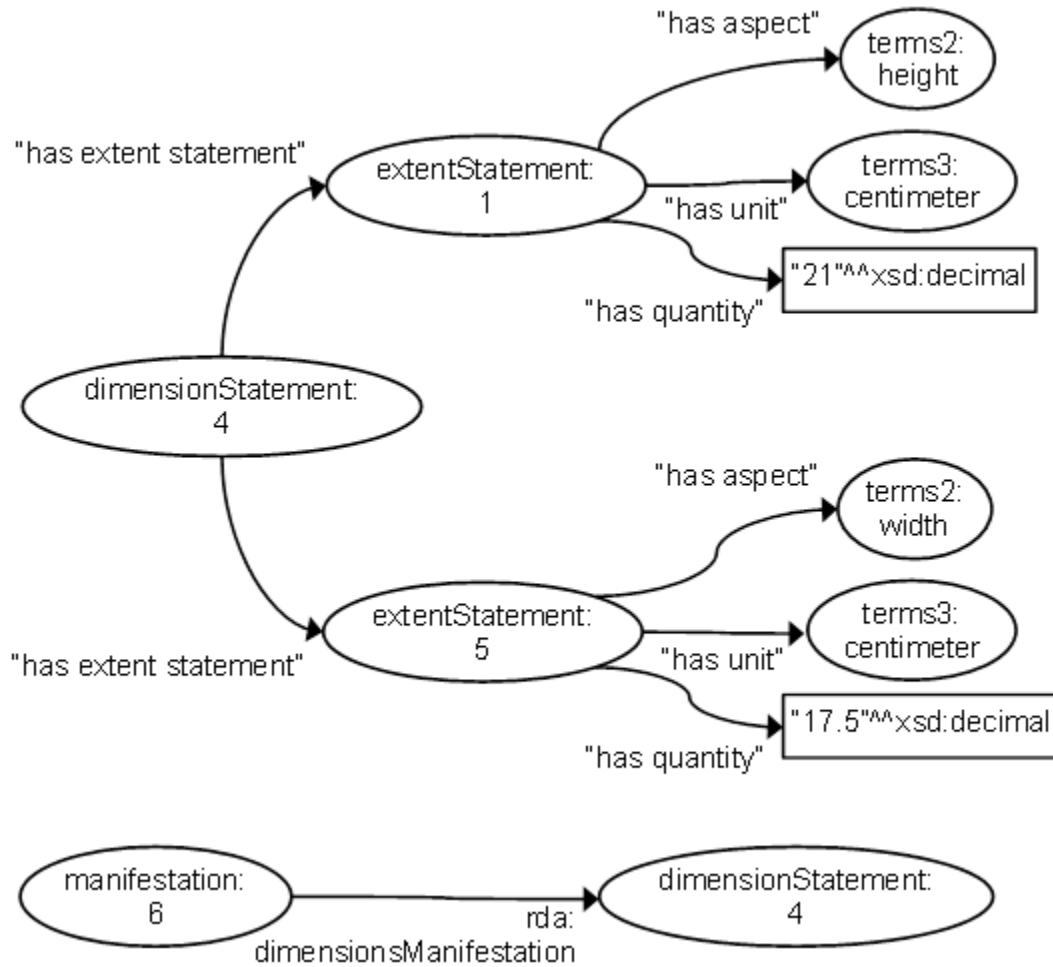 "has aspect"
terms2:
height
"has extent statement"
extentStatement:
1
terms3:
centimeter
"has unit"
"21"^^xsd:decimal
"has quantity"
dimensionStatement:
4
"has aspect"
terms2:
width
extentStatement:
5
terms3:
centimeter
"has extent statement"
"has unit"
"17.5"^^xsd:decimal
"has quantity"
manifestation:
6
rda:
dimensionsManifestation
dimensionStatement:
4